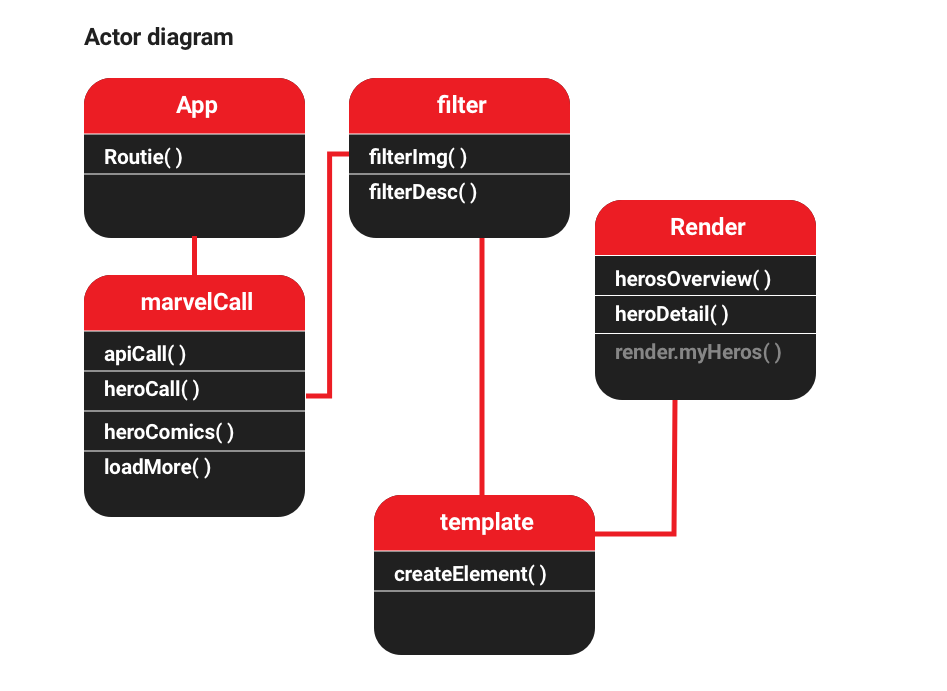 Actor diagram
App
Routie( )
filter
filterImg( )
filterDesc( )
Render
herosOverview( )
heroDetail( )
render.myHeros( )
marvelCall
apiCall( )
heroCall( )
heroComics( )
loadMore( )
template
createElement( )